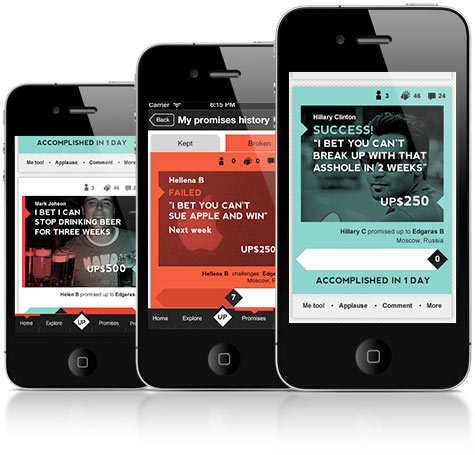 ACCOMPLISHED IN 1 DAY
Me too! • Applause • Comment • More
3 46 24
Mark Johson
I BET I CAN
STOP DRINKING BEER
FOR THREE WEEKS
UP$500
Helen B promised up to Edgaras
Home Explore UP Promises
Carrier 6:15 PM
Back My promises history
Kept Broken
0 0 0
Hellena B
FAILED
"I BET YOU CAN'T
SUE APPLE AND WIN"
Next week
Hellena B challenges Edgaras
Moscow, R
7
Home Explore UP Promises
3 46 24
Hillary Clinton
SUCCESS!
"I BET YOU CAN'T
BREAK UP WITH THAT
ASSHOLE IN 2 WEEKS"
UP$250
Hillary C promised up to Edgaras B
Moscow, Russia
0
ACCOMPLISHED IN 1 DAY
Me too! • Applause • Comment • More